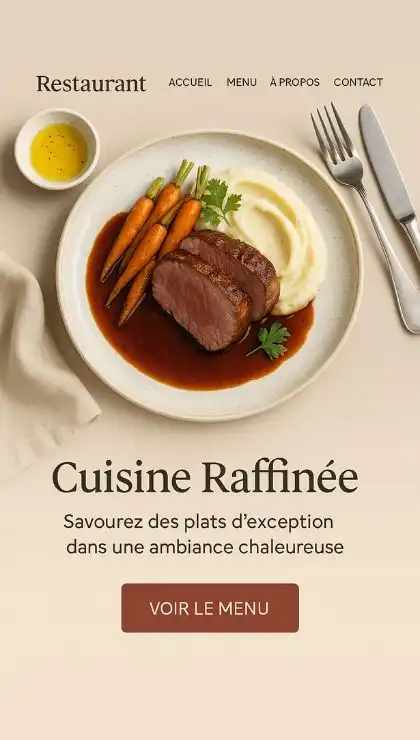 Restaurant
ACCUEIL MENU À PROPOS CONTACT
Cuisine Raffinée
Savourez des plats d’exception
dans une ambiance chaleureuse
VOIR LE MENU